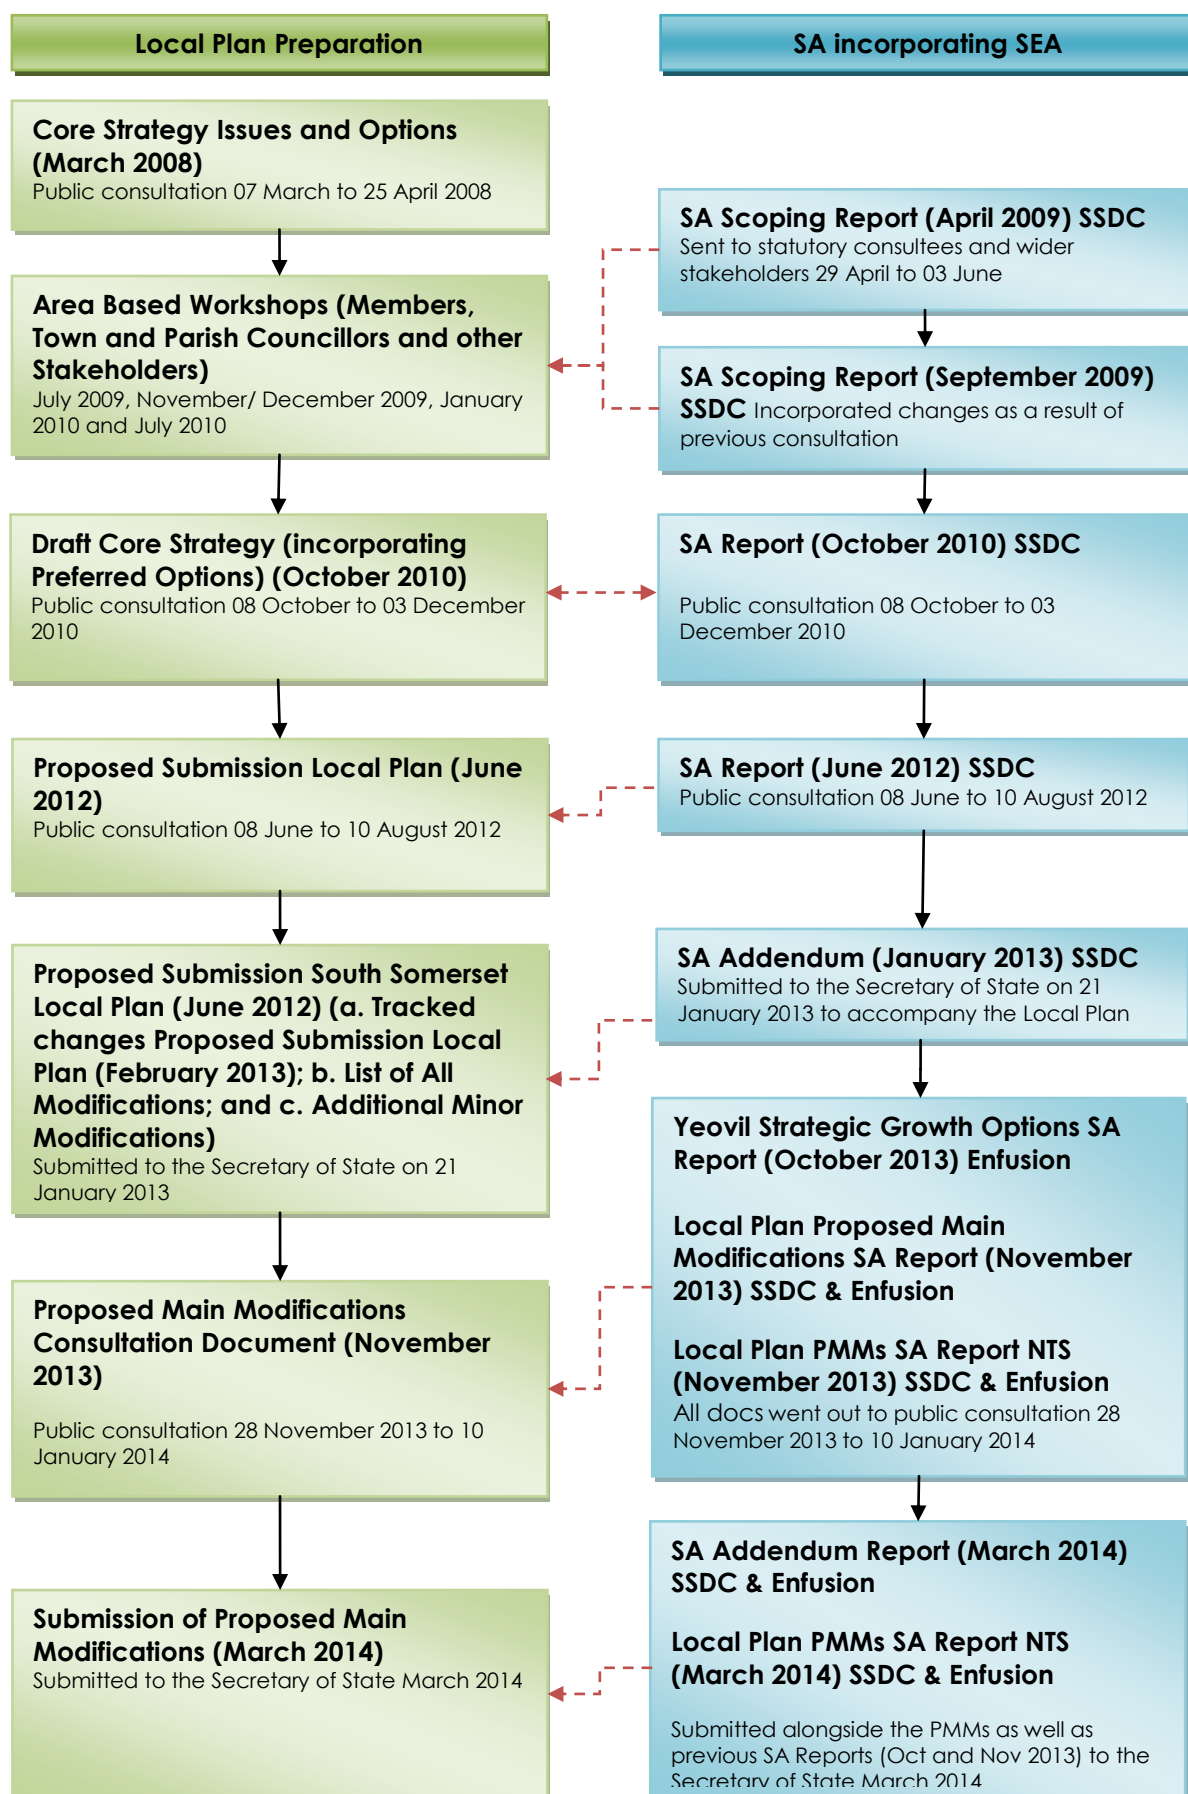 Local Plan Preparation
Core Strategy Issues and Options
(March 2008)
Public consultation 07 March to 25 April 2008
Area Based Workshops (Members,
Town and Parish Councillors and other
Stakeholders)
July 2009, November/ December 2009, January
2010 and July 2010
Draft Core Strategy (incorporating
Preferred Options) (October 2010)
Public consultation 08 October to 03 December
2010
Proposed Submission Local Plan (June
2012)
Public consultation 08 June to 10 August 2012
Proposed Submission South Somerset
Local Plan (June 2012) (a. Tracked
changes Proposed Submission Local
Plan (February 2013); b. List of All
Modifications; and c. Additional Minor
Modifications)
Submitted to the Secretary of State on 21
January 2013
Proposed Main Modifications
Consultation Document (November
2013)
Public consultation 28 November 2013 to 10
January 2014
Submission of Proposed Main
Modifications (March 2014)
Submitted to the Secretary of State March 2014
SA incorporating SEA
SA Scoping Report (April 2009) SSDC
Sent to statutory consultees and wider
stakeholders 29 April to 03 June
SA Scoping Report (September 2009)
SSDC Incorporated changes as a result of
previous consultation
SA Report (October 2010) SSDC
Public consultation 08 October to 03
December 2010
SA Report (June 2012) SSDC
Public consultation 08 June to 10 August 2012
SA Addendum (January 2013) SSDC
Submitted to the Secretary of State on 21
January 2013 to accompany the Local Plan
Yeovil Strategic Growth Options SA
Report (October 2013) Enfusion
Local Plan Proposed Main
Modifications SA Report (November
2013) SSDC & Enfusion
Local Plan PMMs SA Report NTS
(November 2013) SSDC & Enfusion
All docs went out to public consultation 28
November 2013 to 10 January 2014
SA Addendum Report (March 2014)
SSDC & Enfusion
Local Plan PMMs SA Report NTS
(March 2014) SSDC & Enfusion
Submitted alongside the PMMs as well as
previous SA Reports (Oct and Nov 2013) to the
Secretary of State March 2014